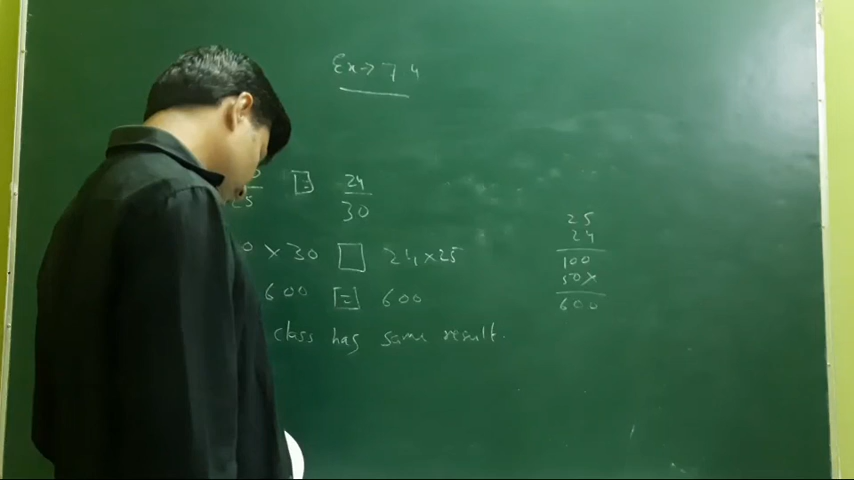 Ex → 7 4
= 24/30
0 × 30 □ 24 × 25
600 = 600
class has same result.
25
24
100
50×
600